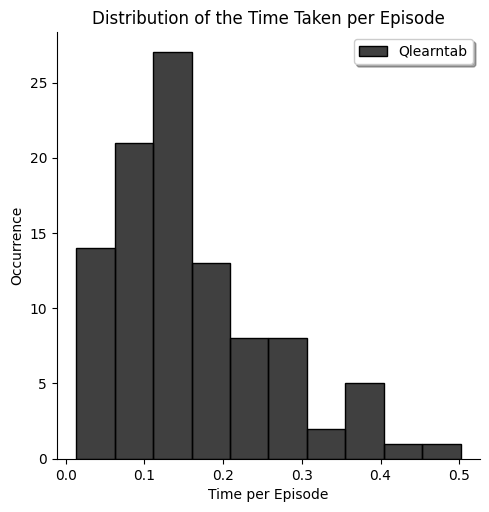 Distribution of the Time Taken per Episode
Qlearntab
Occurrence
25
20
15
10
5
0
0.0 0.1 0.2 0.3 0.4 0.5
Time per Episode